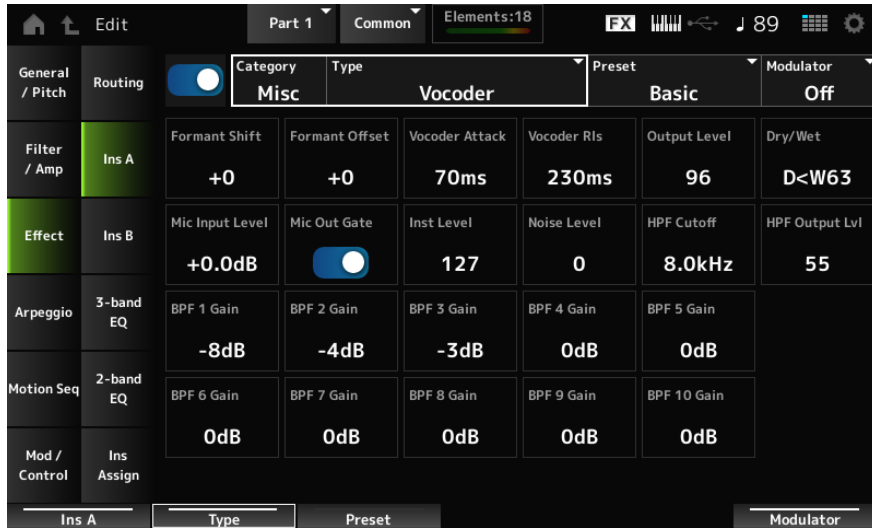 Edit
Part 1
Common
Elements:18
FX
♩ 89
General
/ Pitch
Filter
/ Amp
Effect
Arpeggio
Motion Seq
Mod /
Control
Routing
Ins A
Ins B
3-band
EQ
2-band
EQ
Ins
Assign
Category
Misc
Type
Vocoder
Preset
Basic
Modulator
Off
Formant Shift
+0
Formant Offset
+0
Vocoder Attack
70ms
Vocoder Rls
230ms
Output Level
96
Dry/Wet
D<W63
Mic Input Level
+0.0dB
Mic Out Gate
Inst Level
127
Noise Level
0
HPF Cutoff
8.0kHz
HPF Output Lvl
55
BPF 1 Gain
-8dB
BPF 2 Gain
-4dB
BPF 3 Gain
-3dB
BPF 4 Gain
0dB
BPF 5 Gain
0dB
BPF 6 Gain
0dB
BPF 7 Gain
0dB
BPF 8 Gain
0dB
BPF 9 Gain
0dB
BPF 10 Gain
0dB
Ins A
Type
Preset
Modulator